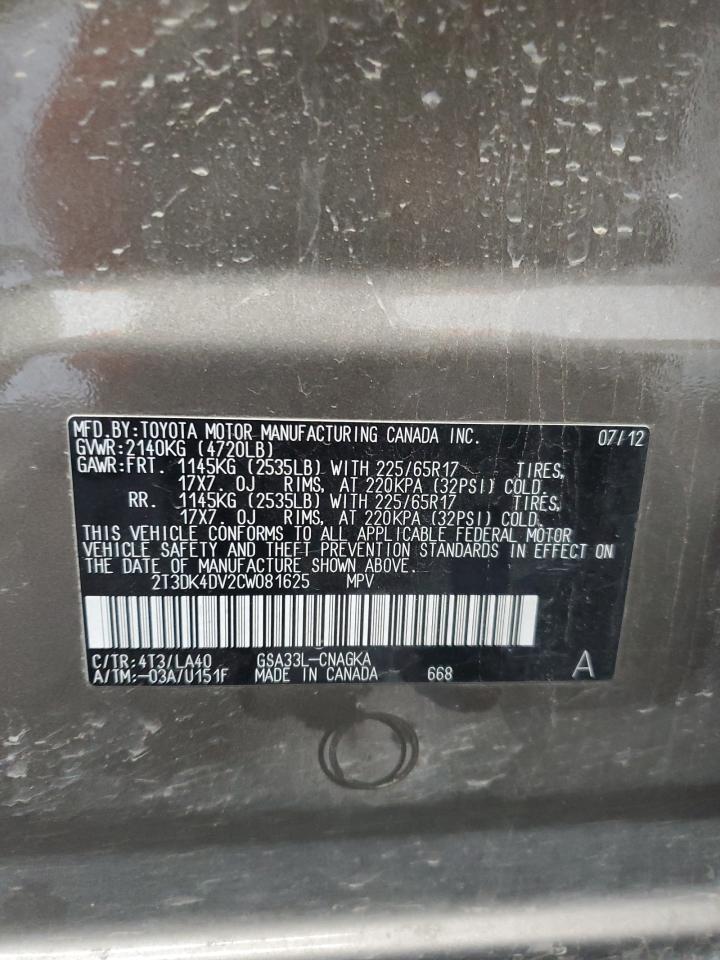 MFD. BY: TOYOTA MOTOR MANUFACTURING CANADA INC. 07/12
GVWR: 2140KG (4720LB)
GAWR: FRT. 1145KG (2535LB) WITH 225/65R17 TIRES,
17X7. 0J RIMS, AT 220KPA (32PSI) COLD.
RR. 1145KG (2535LB) WITH 225/65R17 TIRES,
17X7. 0J RIMS, AT 220KPA (32PSI) COLD.
THIS VEHICLE CONFORMS TO ALL APPLICABLE FEDERAL MOTOR
VEHICLE SAFETY AND THEFT PREVENTION STANDARDS IN EFFECT ON
THE DATE OF MANUFACTURE SHOWN ABOVE.
2T3DK4DV2CW081625 MPV
C/TR: 4T3/LA40 GSA33L-CNAGKA
A/TM: -03A/U151F MADE IN CANADA 668 A